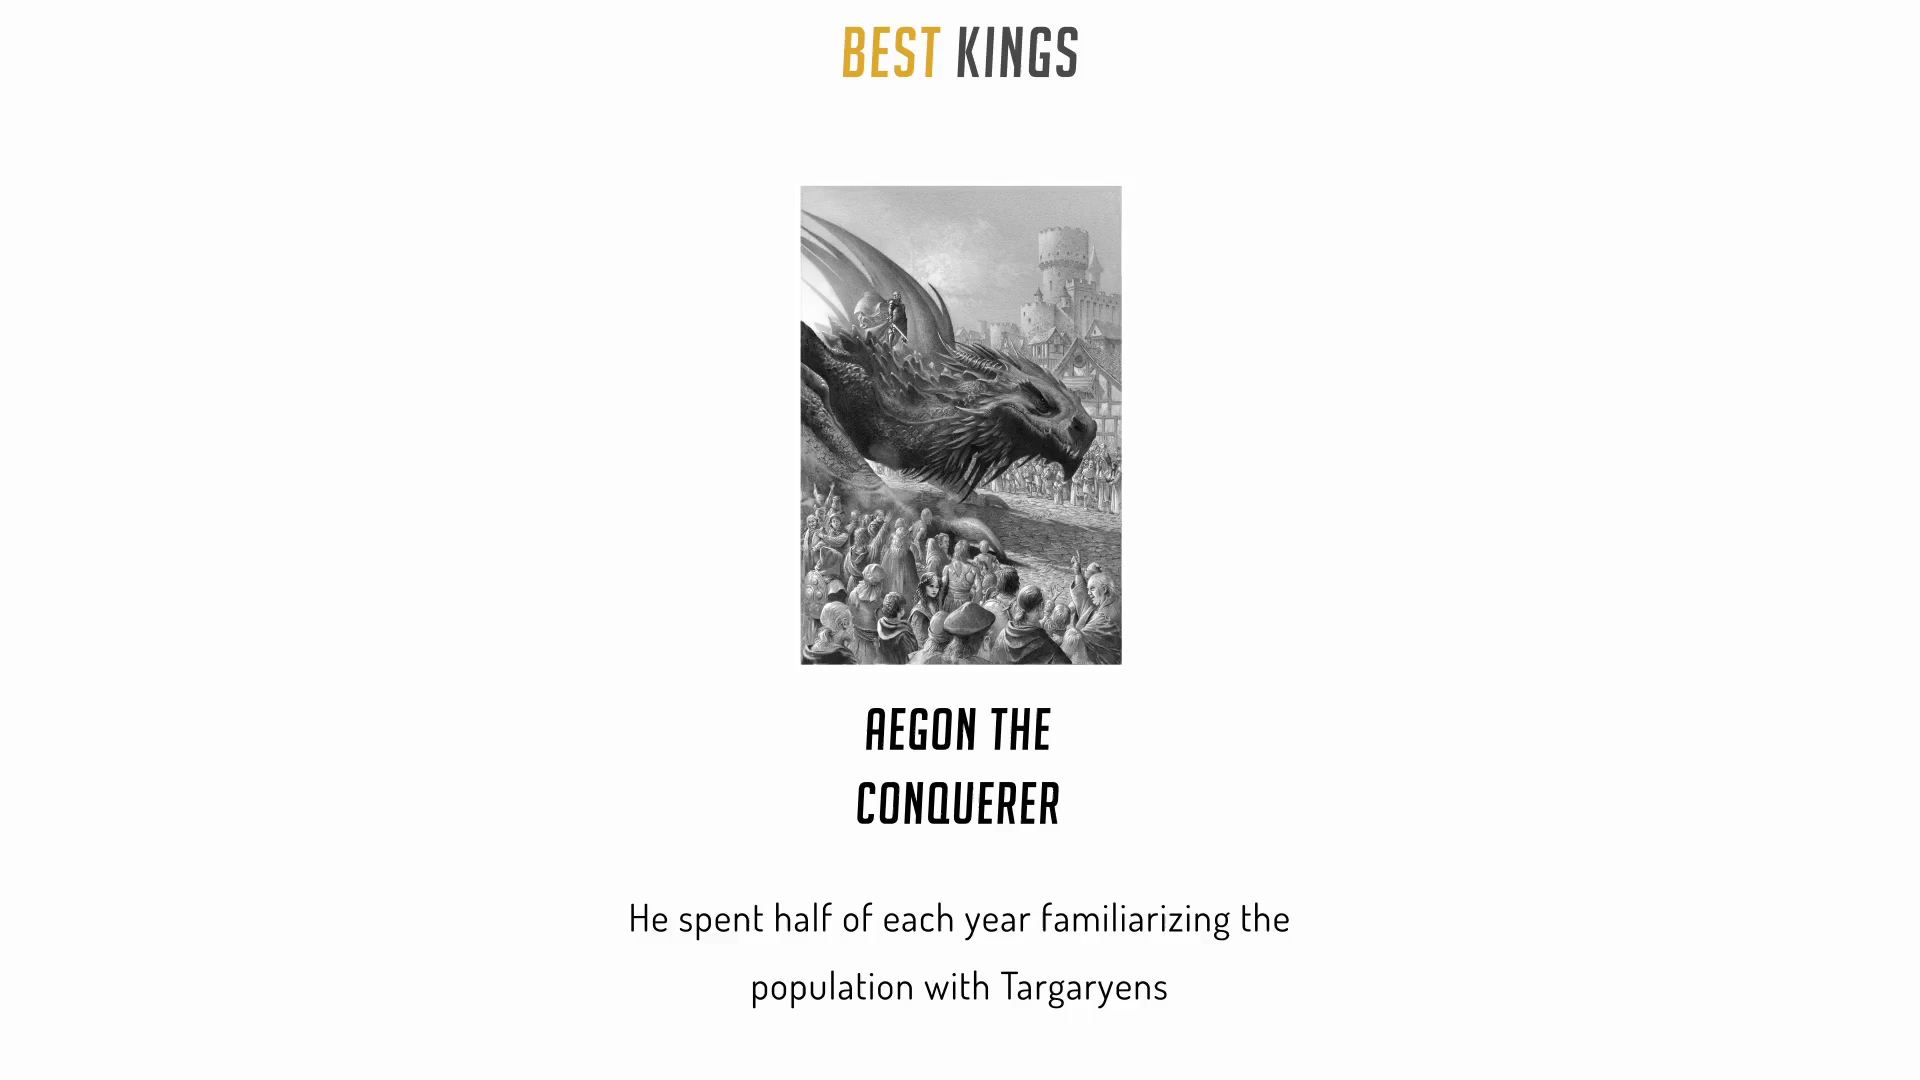 BEST KINGS
AEGON THE
CONQUERER
He spent half of each year familiarizing the
population with Targaryens